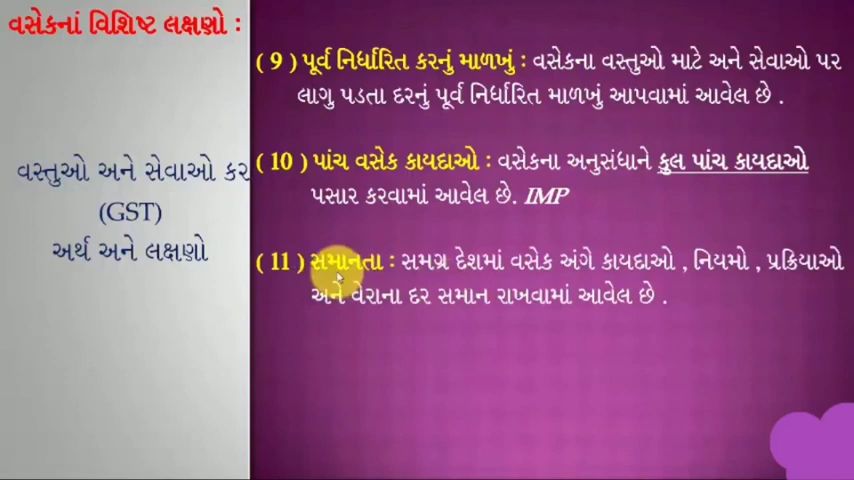 વસેકનાં વિશિષ્ટ લક્ષણો :
વસ્તુઓ અને સેવાઓ કર
(GST)
અર્થ અને લક્ષણો
( 9 ) પૂર્વ નિર્ધારિત કરનું માળખું : વસેકના વસ્તુઓ માટે અને સેવાઓ પર
લાગુ પડતા દરનું પૂર્વ નિર્ધારિત માળખું આપવામાં આવેલ છે .
( 10 ) પાંચ વસેક કાયદાઓ : વસેકના અનુસંધાને કુલ પાંચ કાયદાઓ
પસાર કરવામાં આવેલ છે. IMP
( 11 ) સમાનતા : સમગ્ર દેશમાં વસેક અંગે કાયદાઓ , નિયમો , પ્રક્રિયાઓ
અને વેરાના દર સમાન રાખવામાં આવેલ છે .